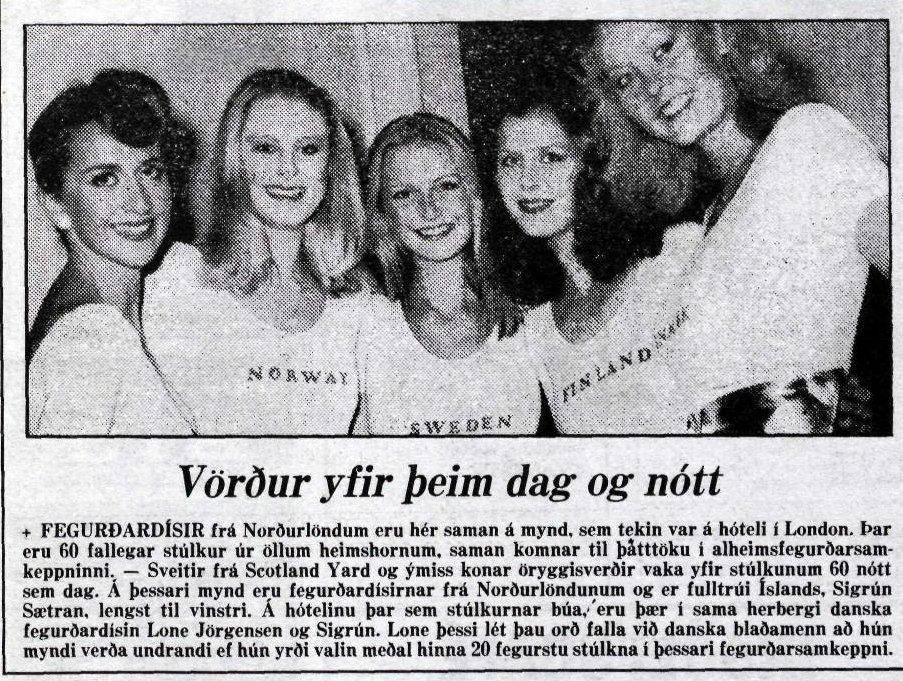 NORWAY
SWEDEN
FINLAND
Vörður yfir þeim dag og nótt
+ FEGURÐARDÍSIR frá Norðurlöndum eru hér saman á mynd, sem tekin var á hóteli í London. Þar
eru 60 fallegar stúlkur úr öllum heimshornum, saman komnar til þátttöku í alheimsfegurðarsam-
keppninni. — Sveitir frá Scotland Yard og ýmiss konar öryggisverðir vaka yfir stúlkunum 60 nótt
sem dag. Á þessari mynd eru fegurðardísirnar frá Norðurlöndunum og er fulltrúi Íslands, Sigrún
Sætran, lengst til vinstri. Á hótelinu þar sem stúlkurnar búa, eru þær í sama herbergi danska
fegurðardísin Lone Jörgensen og Sigrún. Lone þessi lét þau orð falla við danska blaðamenn að hún
myndi verða undrandi ef hún yrði valin meðal hinna 20 fegurstu stúlkna í þessari fegurðarsamkeppni.